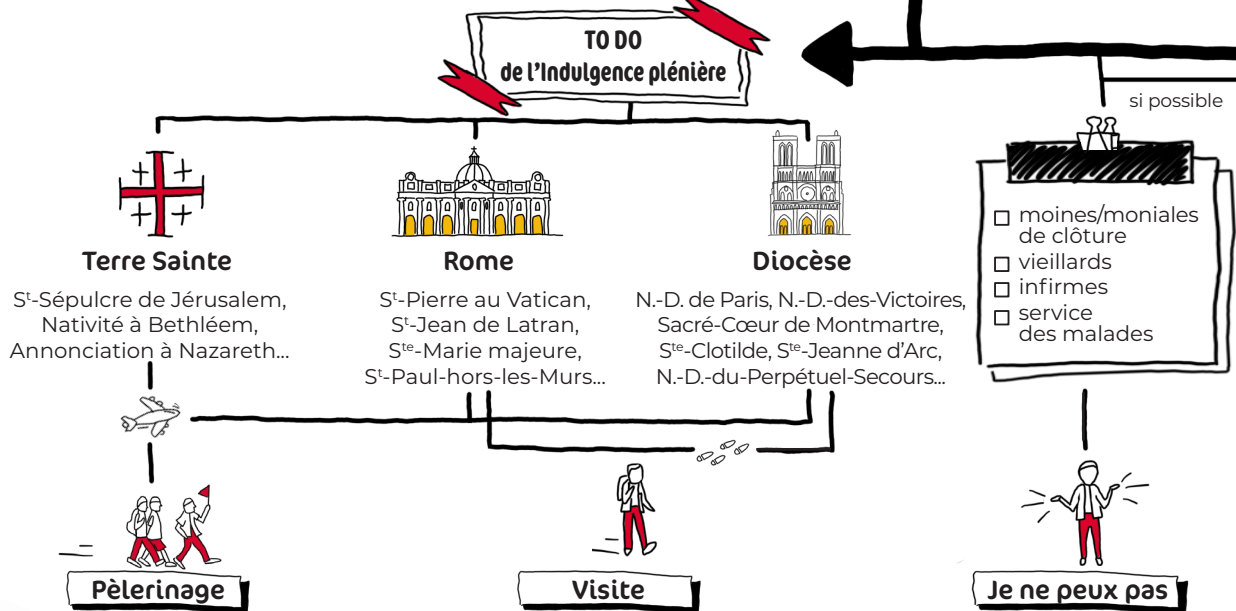 TO DO
de l'Indulgence plénière
si possible
moines/moniales
de clôture
vieillards
infirmes
service
des malades
Terre Sainte
St-Sépulcre de Jérusalem,
Nativité à Bethléem,
Annonciation à Nazareth...
Rome
St-Pierre au Vatican,
St-Jean de Latran,
Ste-Marie majeure,
St-Paul-hors-les-Murs...
Diocèse
N.-D. de Paris, N.-D.-des-Victoires,
Sacré-Cœur de Montmartre,
Ste-Clotilde, Ste-Jeanne d'Arc,
N.-D.-du-Perpétuel-Secours...
Pèlerinage
Visite
Je ne peux pas